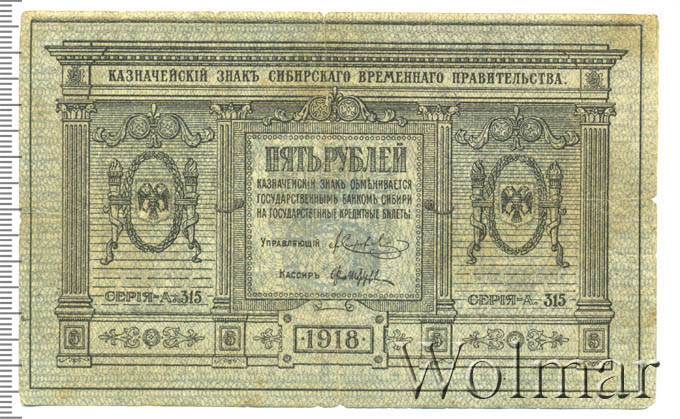 КАЗНАЧЕЙСКІЙ ЗНАКЪ СИБИРСКАГО ВРЕМЕННАГО ПРАВИТЕЛЬСТВА.
ПЯТЬ РУБЛЕЙ
КАЗНАЧЕЙСКІЙ ЗНАКЪ ОБМѢНИВАЕТСЯ
ГОСУДАРСТВЕННЫМЪ БАНКОМЪ СИБИРИ
НА ГОСУДАРСТВЕННЫЕ КРЕДИТНЫЕ БИЛЕТЫ.
УПРАВЛЯЮЩІЙ
КАССИРЪ
СЕРІЯ-А. 315 СЕРІЯ-А. 315
5 5 5 5
1918
Wolmar